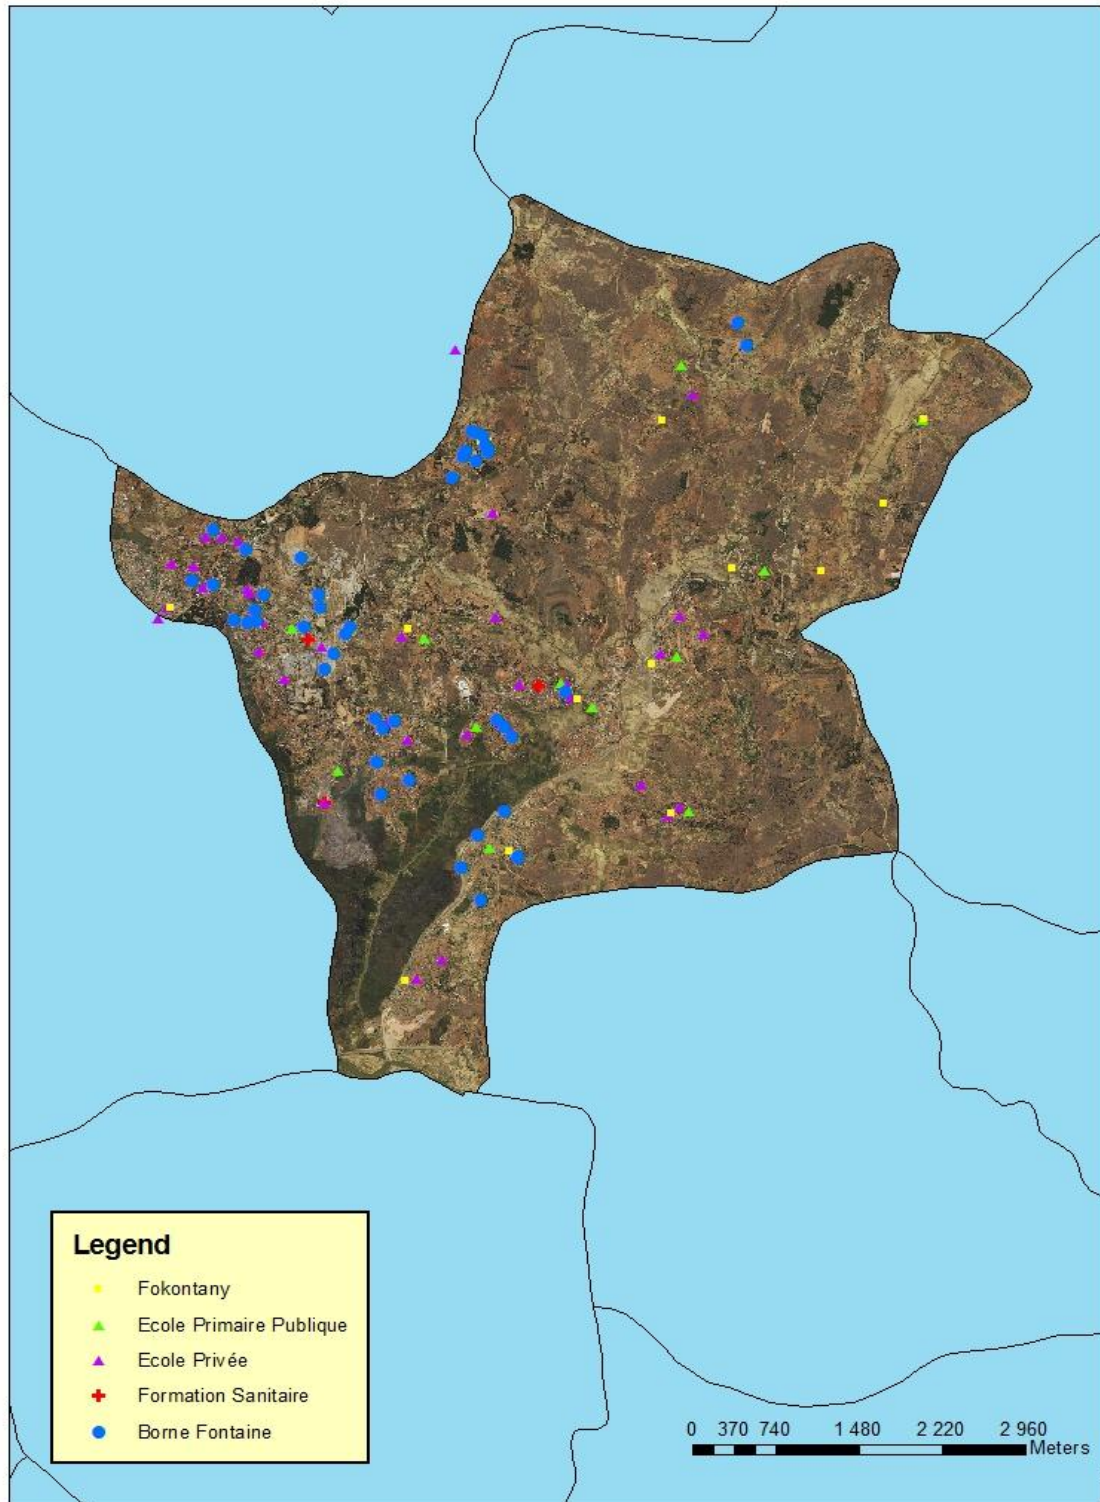 Legend
Fokontany
Ecole Primaire Publique
Ecole Privée
Formation Sanitaire
Borne Fontaine
0 370 740 1 480 2 220 2 960
Meters